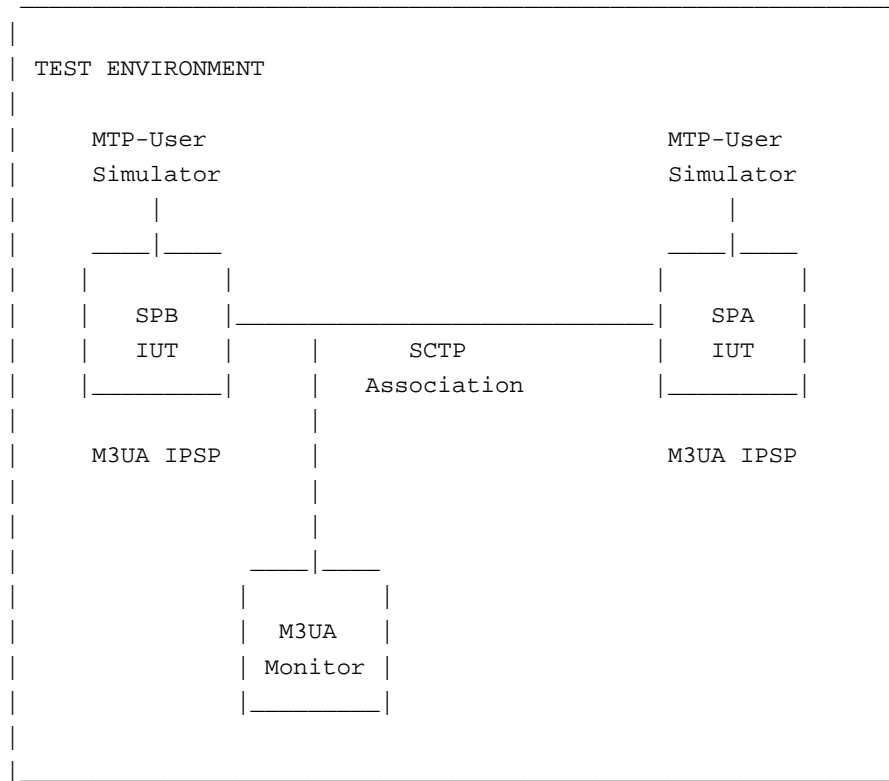 TEST ENVIRONMENT
MTP-User MTP-User
Simulator Simulator
SPB SPA
IUT SCTP IUT
Association
M3UA IPSP M3UA IPSP
M3UA
Monitor